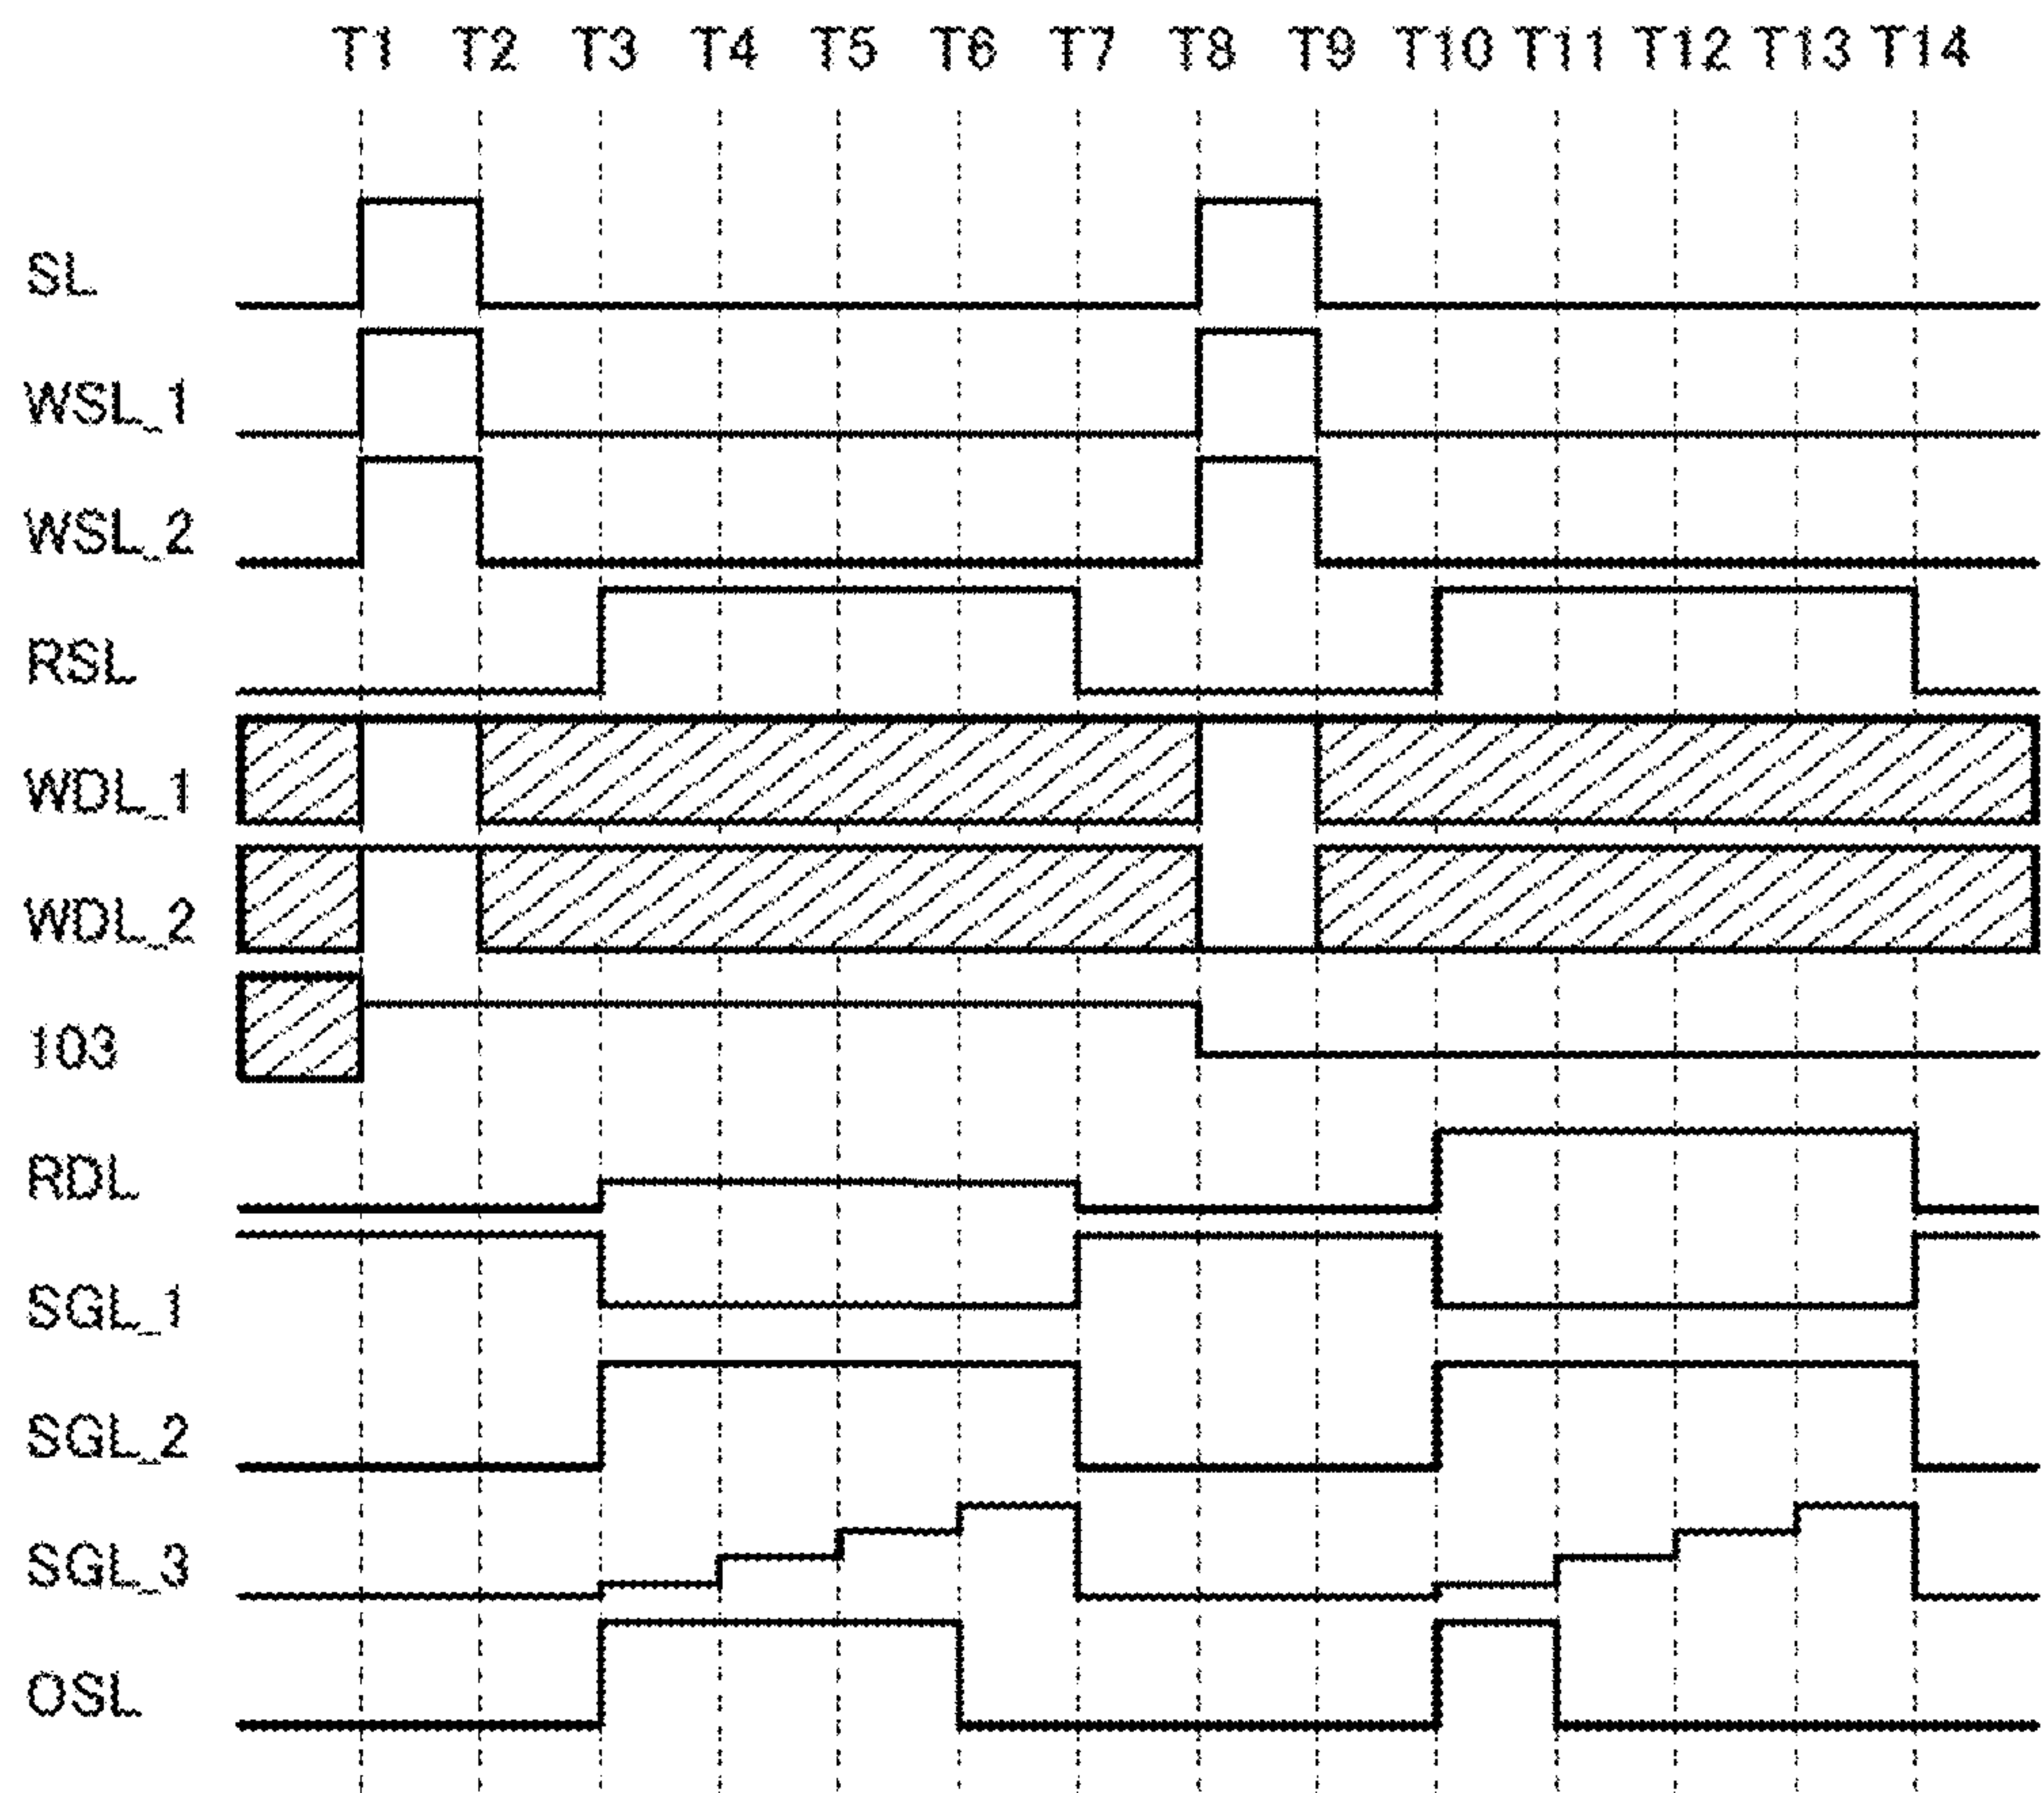 T1 T2 T3 T4 T5 T6 T7 T8 T9 T10 T11 T12 T13 T14
SL
WSL_1
WSL_2
RSL
WDL_1
WDL_2
103
RDL
SGL_1
SGL_2
SGL_3
OSL